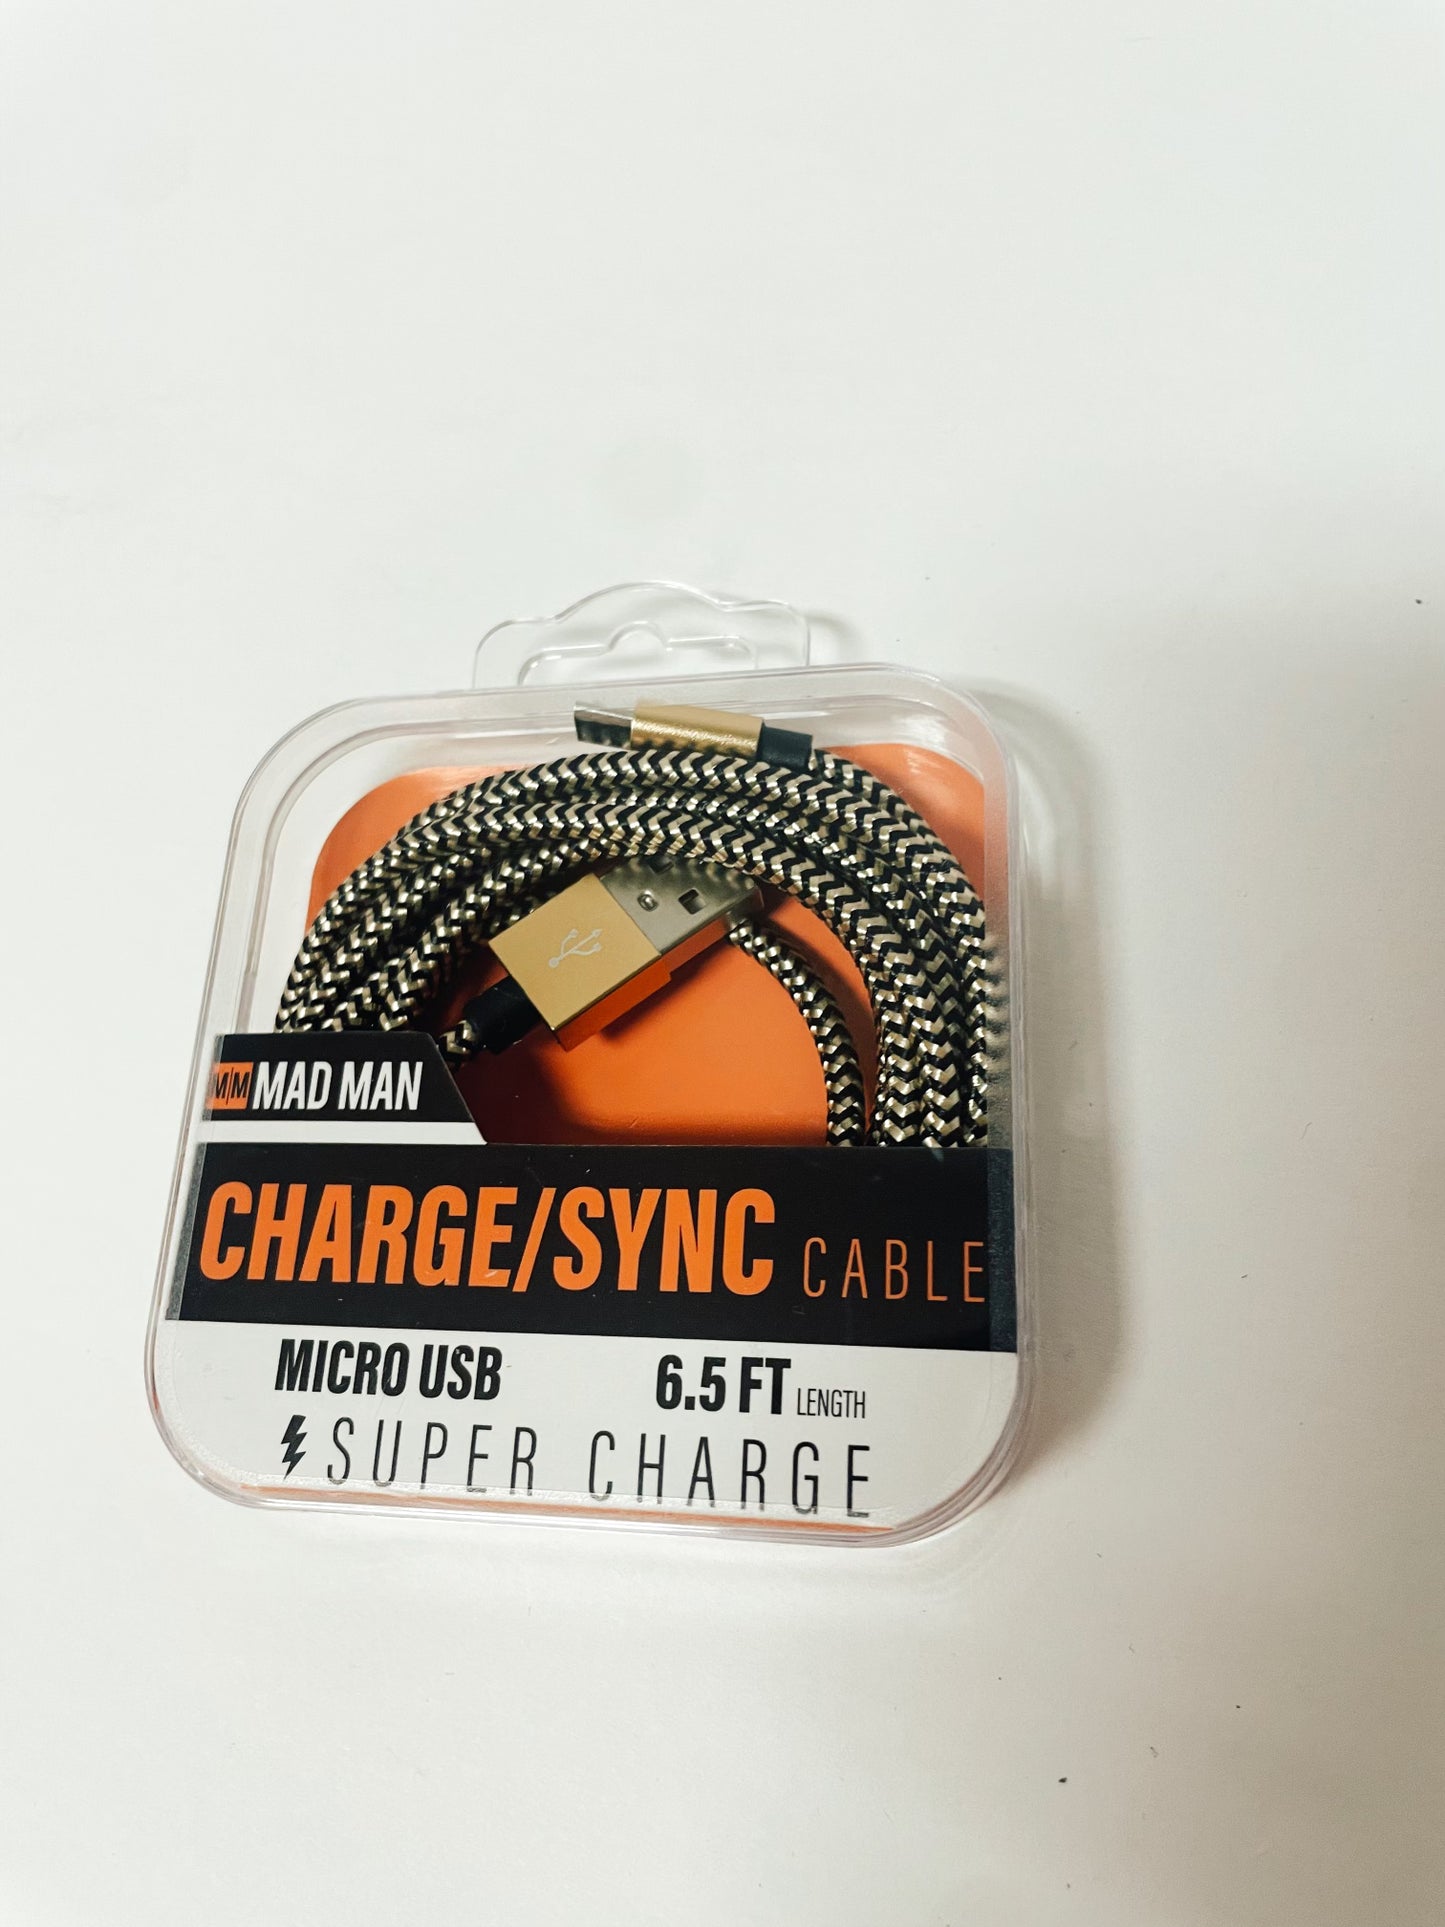 M|M MAD MAN
CHARGE/SYNC CABLE
MICRO USB 6.5 FT LENGTH
SUPER CHARGE